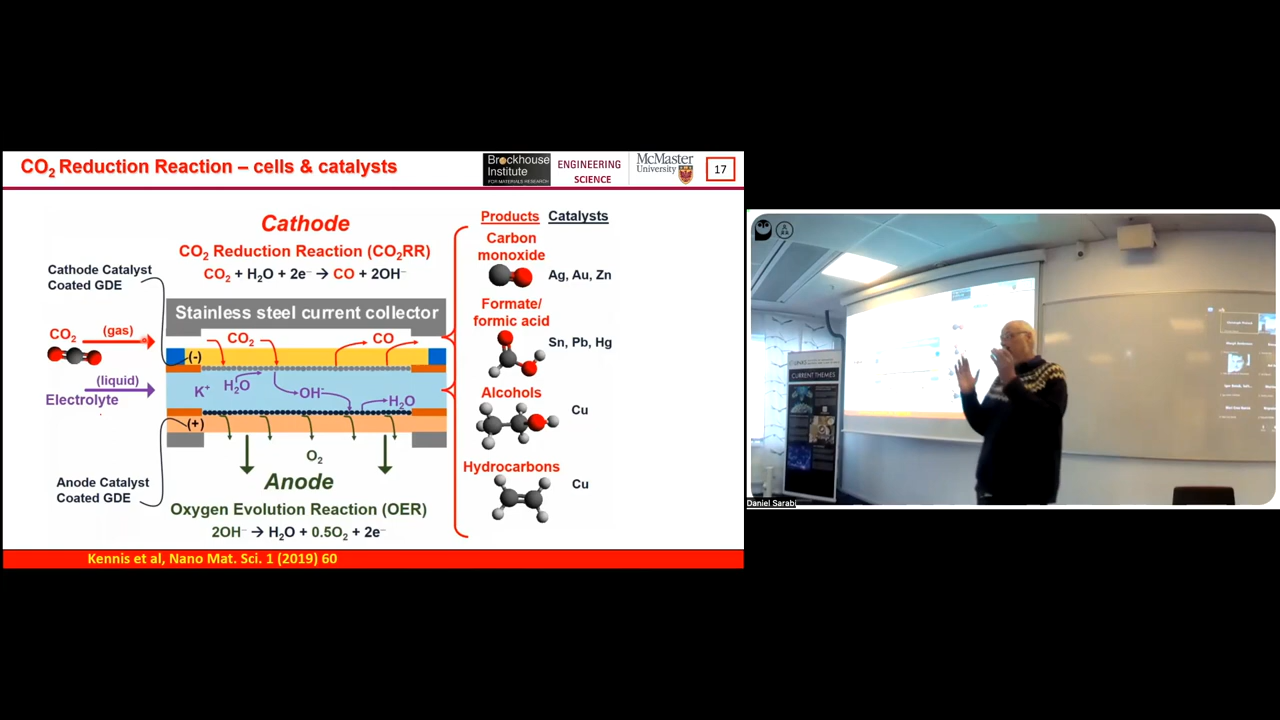 CO₂ Reduction Reaction – cells & catalysts
Brockhouse
Institute
FOR MATERIALS RESEARCH
ENGINEERING
SCIENCE
McMaster
University
17
Cathode
CO₂ Reduction Reaction (CO₂RR)
CO₂ + H₂O + 2e⁻ → CO + 2OH⁻
Cathode Catalyst
Coated GDE
Stainless steel current collector
CO₂
(gas)
CO₂
CO
(-)
(liquid)
Electrolyte
K⁺
H₂O
OH⁻
H₂O
(+)
O₂
Anode Catalyst
Coated GDE
Anode
Oxygen Evolution Reaction (OER)
2OH⁻ → H₂O + 0.5O₂ + 2e⁻
Products Catalysts
Carbon
monoxide
Ag, Au, Zn
Formate/
formic acid
Sn, Pb, Hg
Alcohols
Cu
Hydrocarbons
Cu
Kennis et al, Nano Mat. Sci. 1 (2019) 60
CURRENT THEMES
Daniel Sarabi